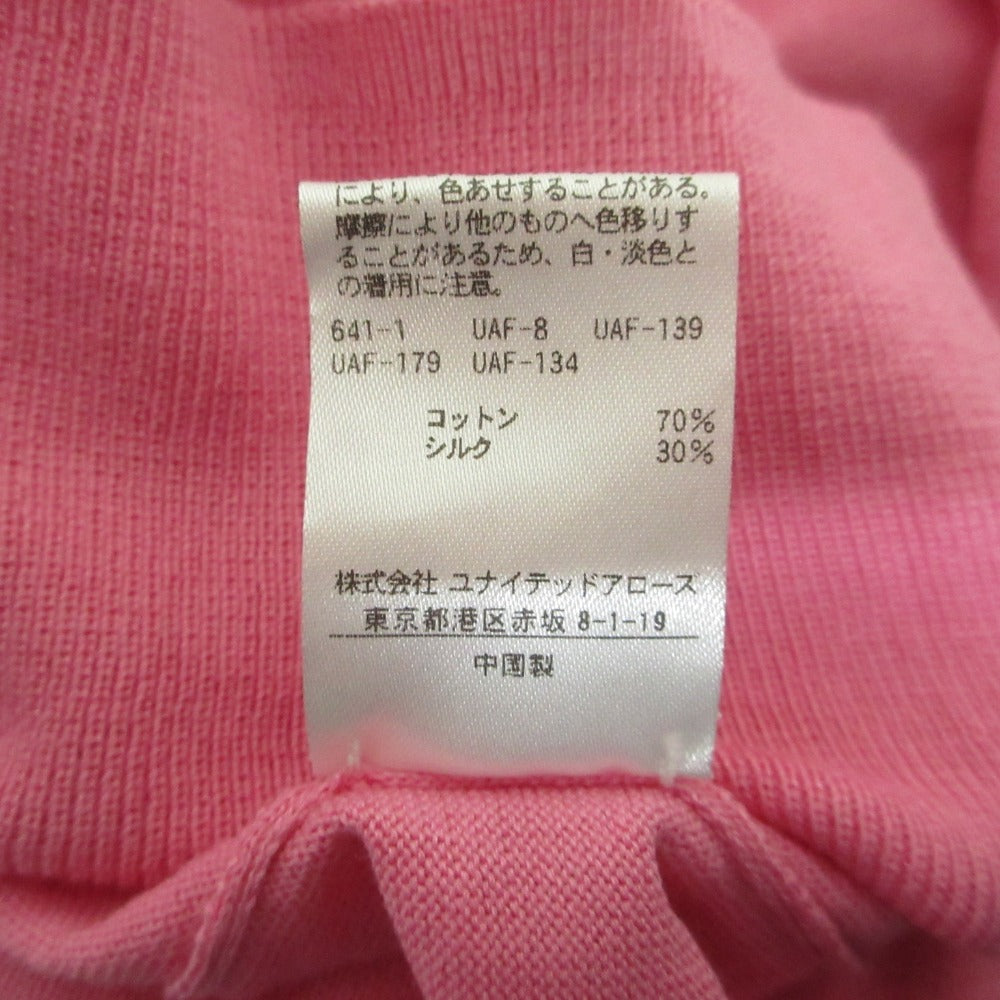 により、色あせすることがある。
摩擦により他のものへ色移りす
ることがあるため、白・淡色と
の着用に注意。
641-1 UAF-8 UAF-139
UAF-179 UAF-134
コットン 70%
シルク 30%
株式会社 ユナイテッドアローズ
東京都港区赤坂 8-1-19
中國製